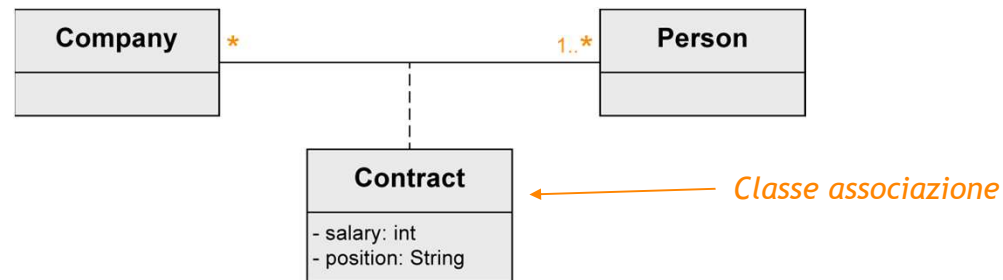 Company
*
1..*
Person
Contract
Classe associazione
- salary: int
- position: String